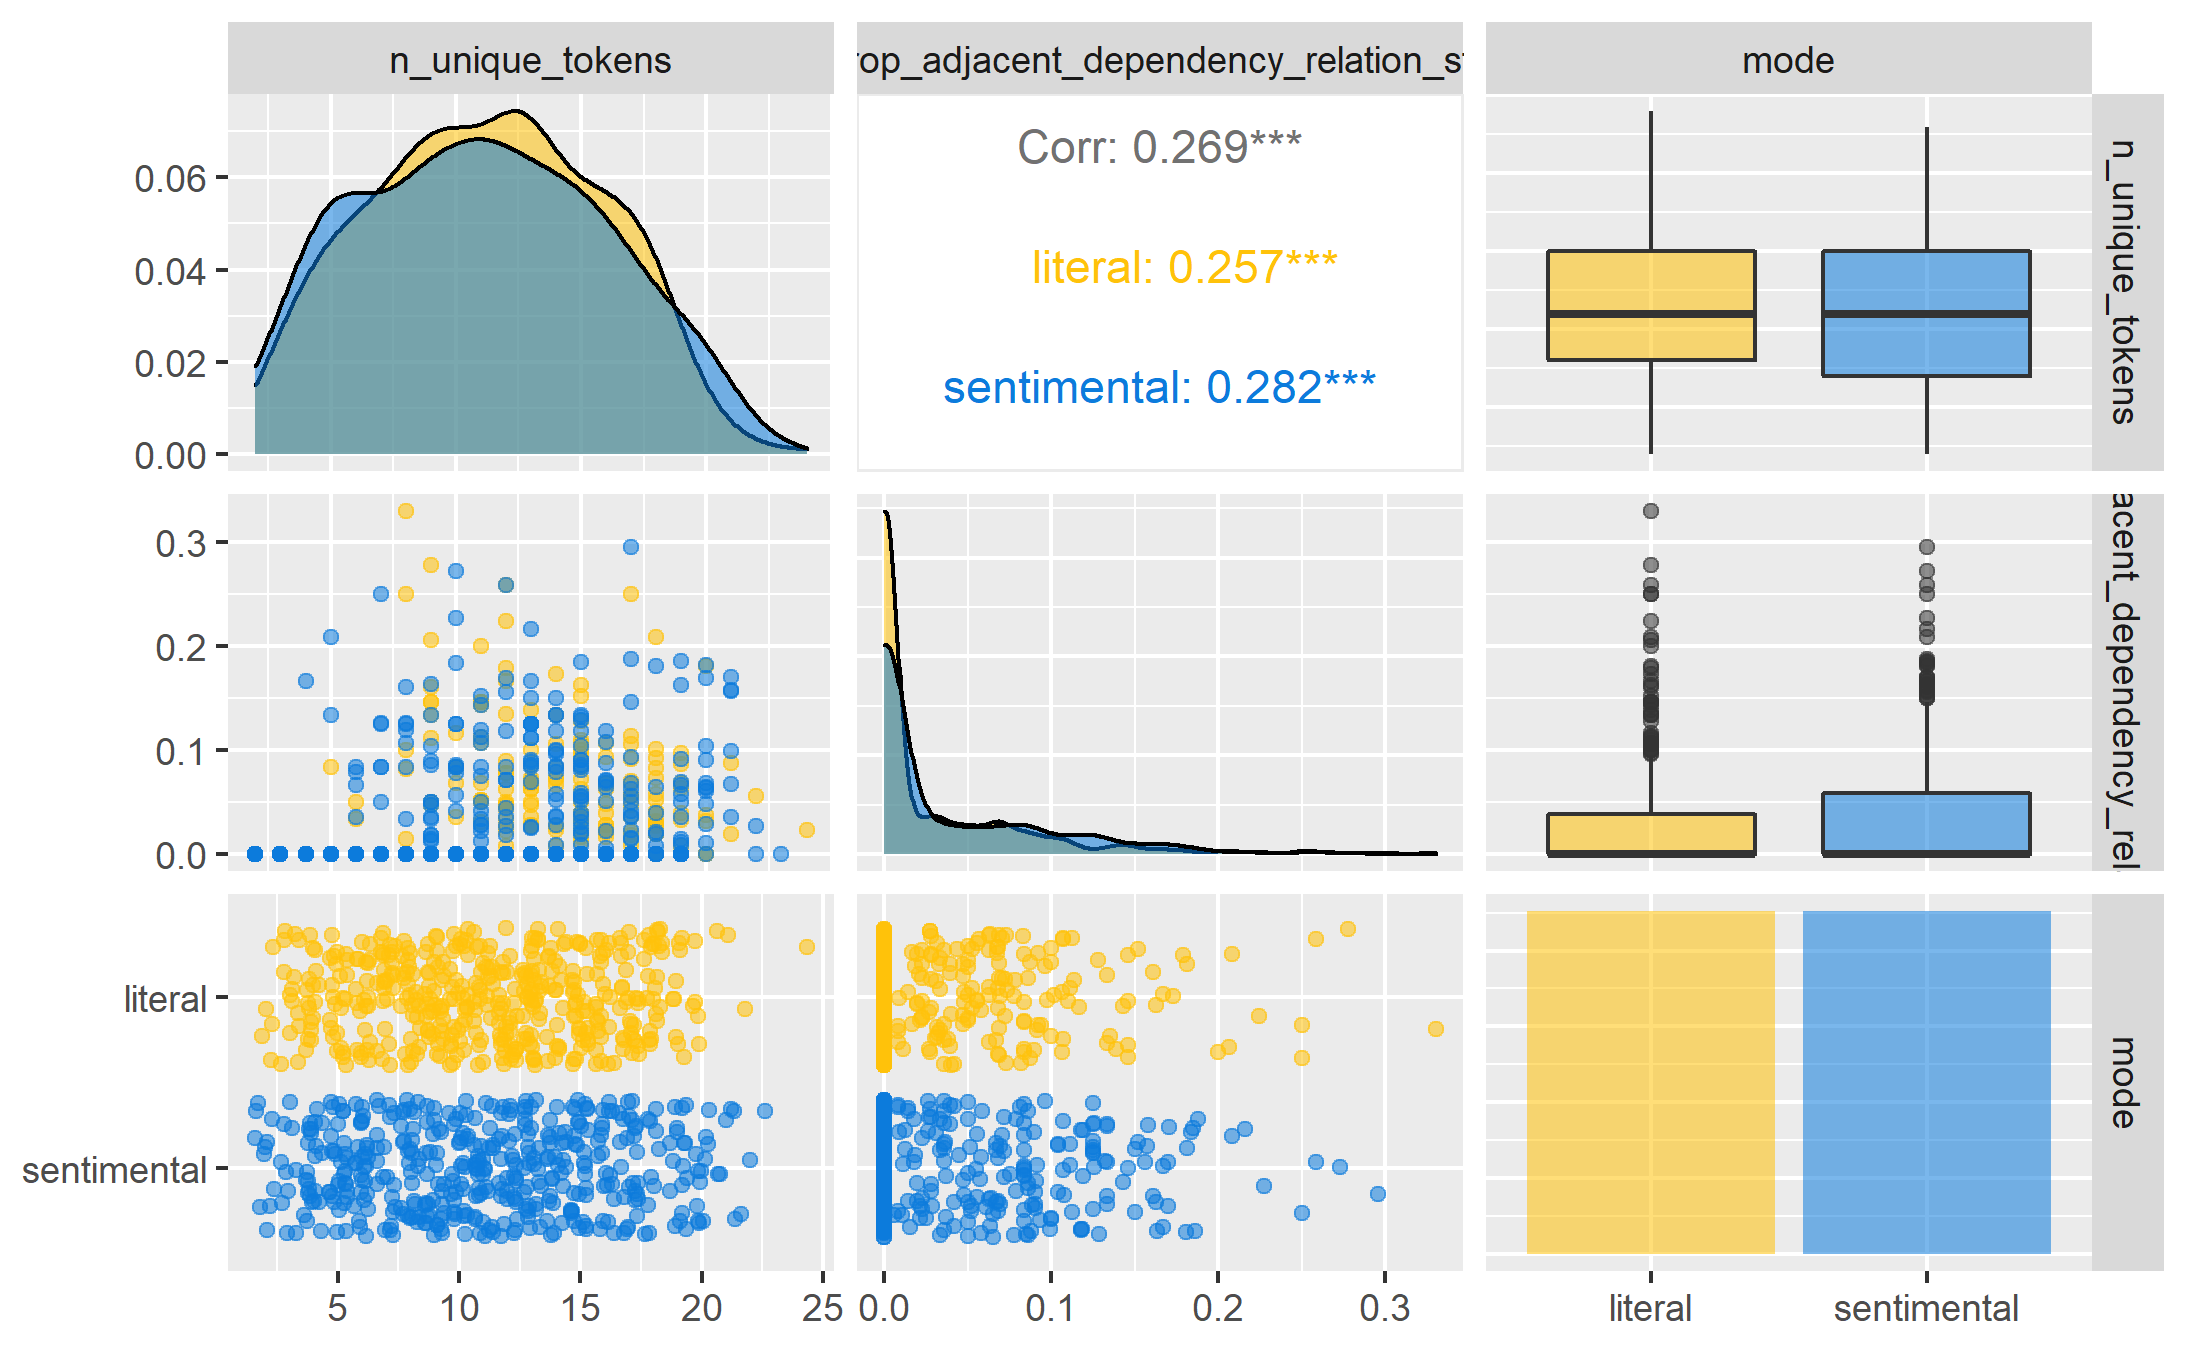 n_unique_tokens
rop_adjacent_dependency_relation_s
mode
0.06
0.04
0.02
0.00
Corr: 0.269***
literal: 0.257***
sentimental: 0.282***
n_unique_tokens
0.3
0.2
0.1
0.0
acent_dependency_rel
literal
sentimental
mode
5
10
15
20
25
0.0
0.1
0.2
0.3
literal
sentimental